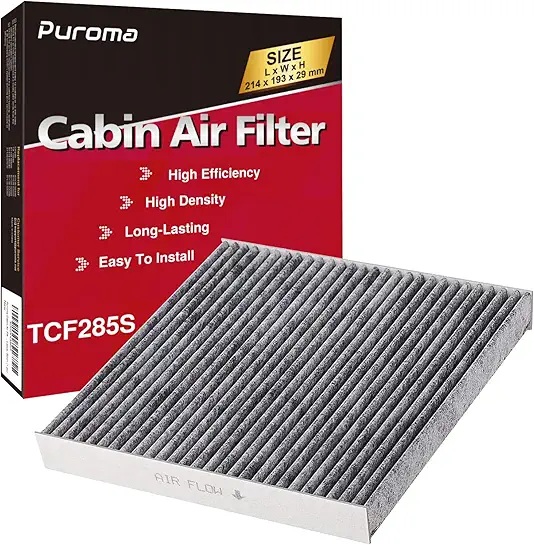 Puroma
SIZE
L x W x H
214 x 193 x 29 mm
Cabin Air Filter
High Efficiency
High Density
Long-Lasting
Easy To Install
TCF285S
AIR FLOW